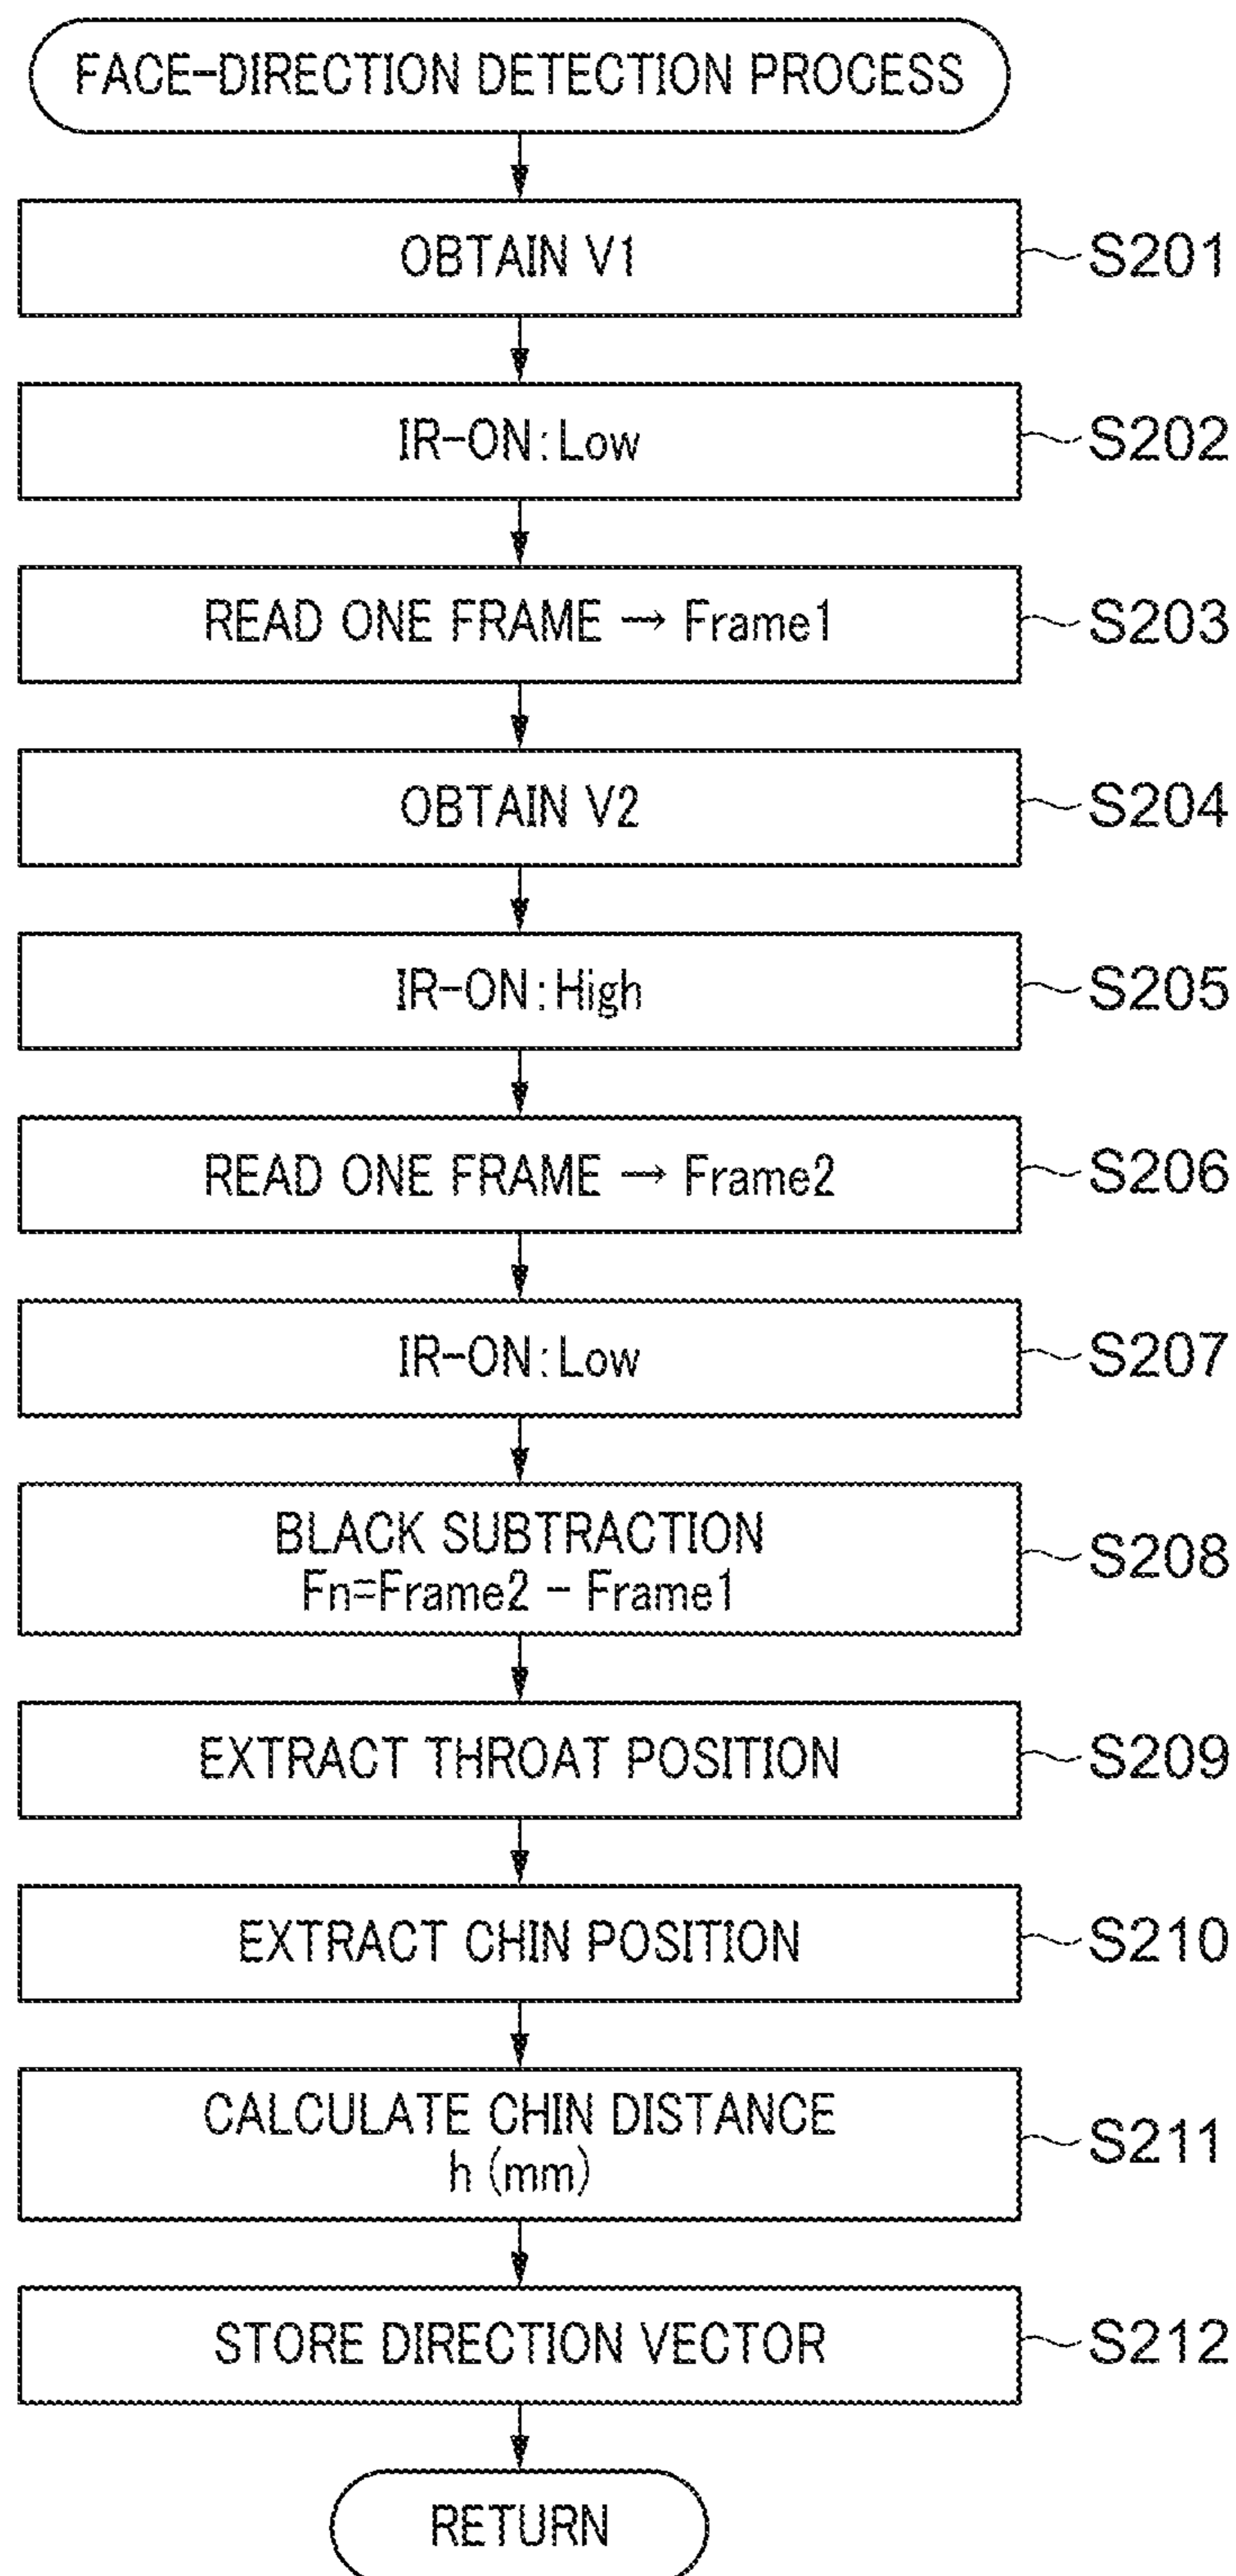 FACE-DIRECTION DETECTION PROCESS
OBTAIN V1
S201
IR-ON:Low
S202
READ ONE FRAME → Frame1
S203
OBTAIN V2
S204
IR-ON:High
S205
READ ONE FRAME → Frame2
S206
IR-ON:Low
S207
BLACK SUBTRACTION
Fn=Frame2 - Frame1
S208
EXTRACT THROAT POSITION
S209
EXTRACT CHIN POSITION
S210
CALCULATE CHIN DISTANCE
h (mm)
S211
STORE DIRECTION VECTOR
S212
RETURN